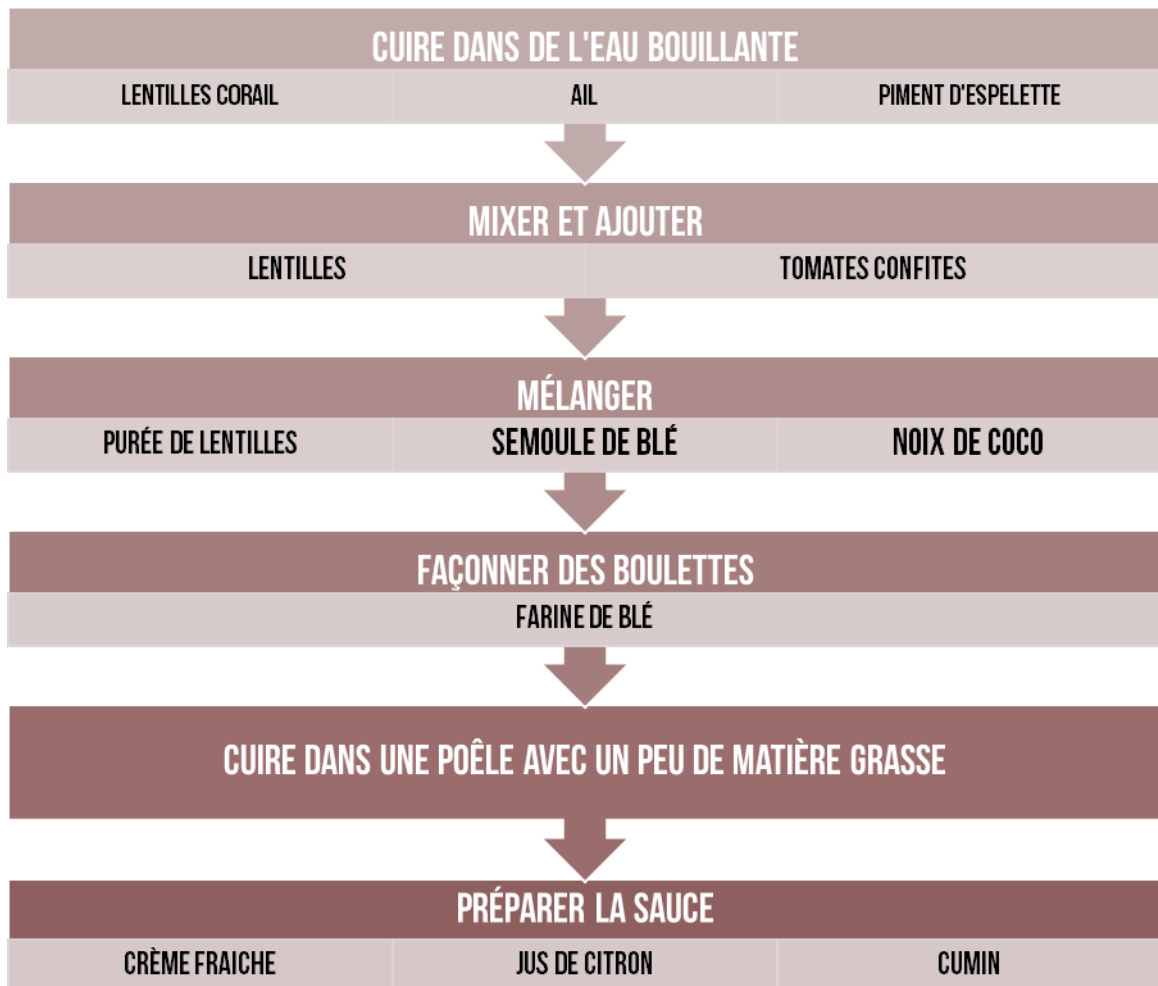 CUIRE DANS DE L'EAU BOUILLANTE
LENTILLES CORAIL AIL PIMENT D'ESPELETTE
MIXER ET AJOUTER
LENTILLES TOMATES CONFITES
MÉLANGER
PURÉE DE LENTILLES SEMOULE DE BLÉ NOIX DE COCO
FAÇONNER DES BOULETTES
FARINE DE BLÉ
CUIRE DANS UNE POÊLE AVEC UN PEU DE MATIÈRE GRASSE
PRÉPARER LA SAUCE
CRÈME FRAICHE JUS DE CITRON CUMIN